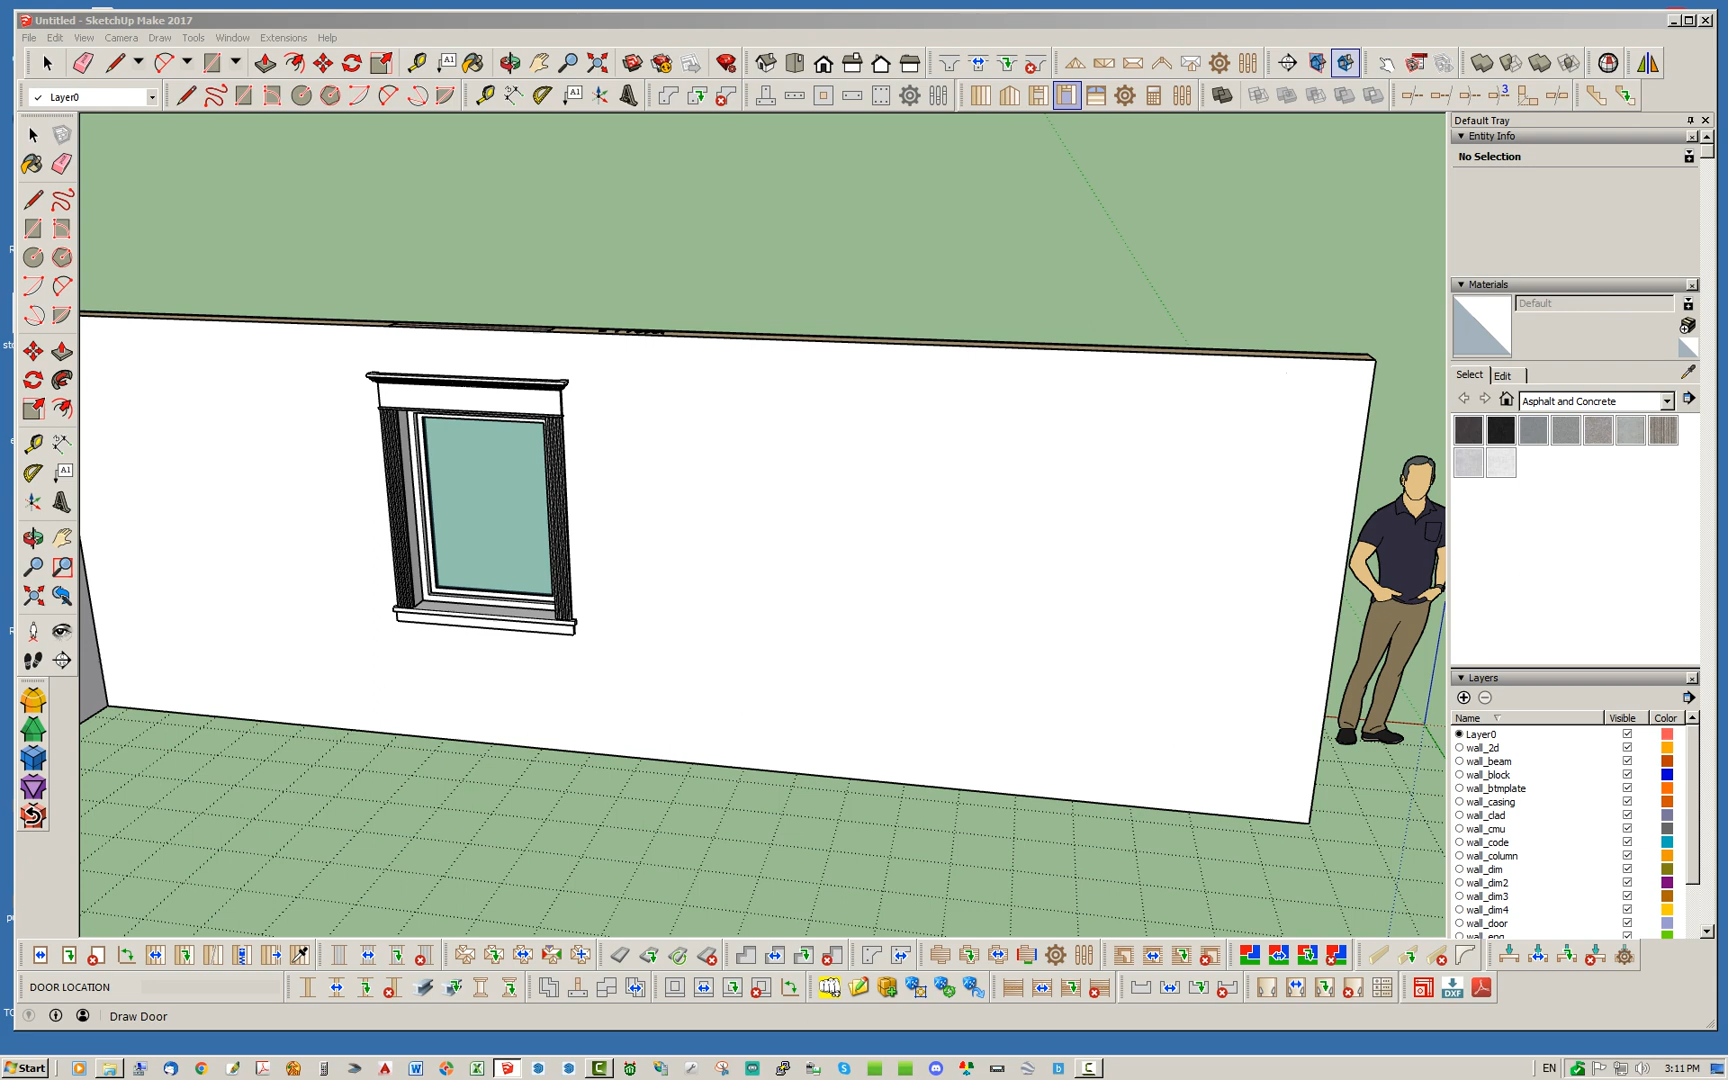 Untitled - SketchUp Make 2017
File Edit View Camera Draw Tools Window Extensions Help
Layer0
Default Tray
Entity Info
No Selection
Materials
Default
Select Edit
Asphalt and Concrete
Layers
Name Visible Color
Layer0
wall_2d
wall_beam
wall_block
wall_btmplate
wall_casing
wall_clad
wall_cmu
wall_code
wall_column
wall_dim
wall_dim2
wall_dim3
wall_dim4
wall_door
DOOR LOCATION
Draw Door
Start
EN
3:11 PM